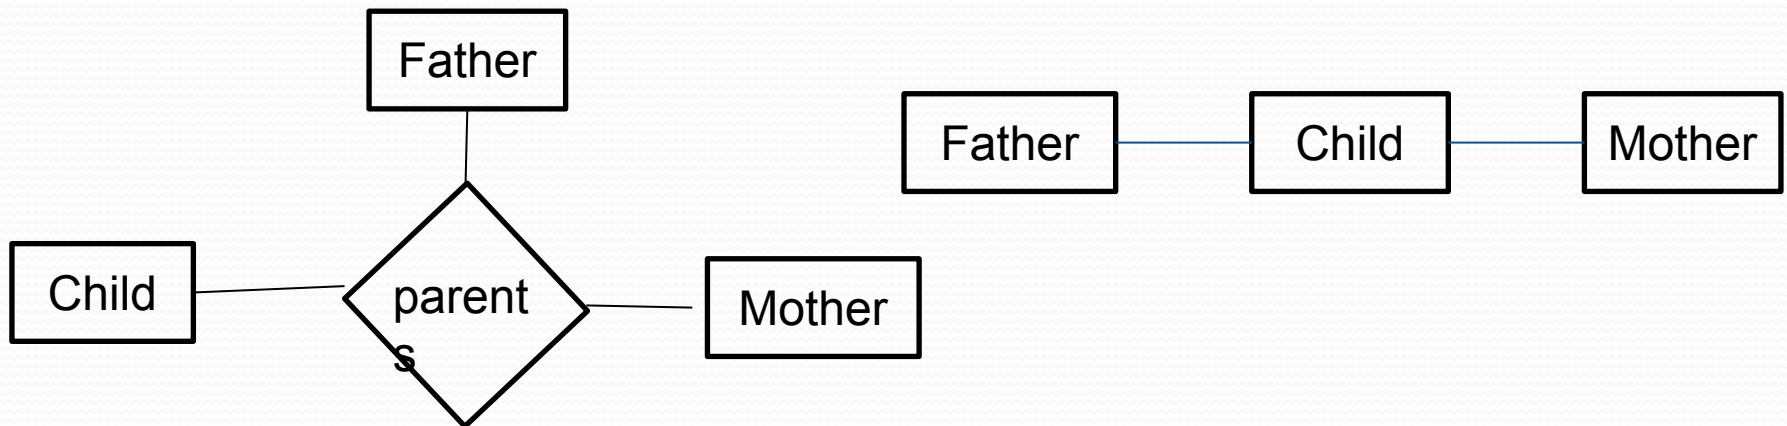 Father
Child
parent
s
Mother
Father
Child
Mother